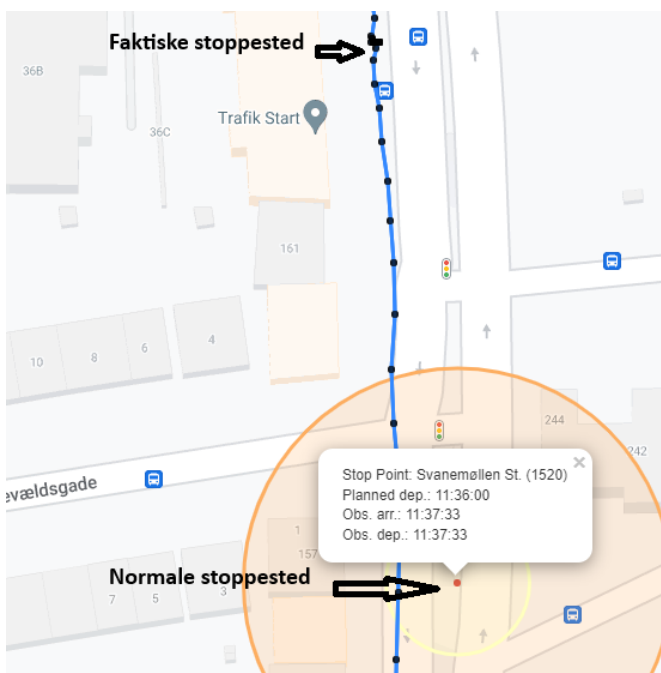 Faktiske stoppested
36B
Trafik Start
36C
161
10
8
6
4
244
242
evældsgade
Stop Point: Svanemøllen St. (1520)
Planned dep.: 11:36:00
Obs. arr.: 11:37:33
Obs. dep.: 11:37:33
×
1
157
Normale stoppested
7
5
3